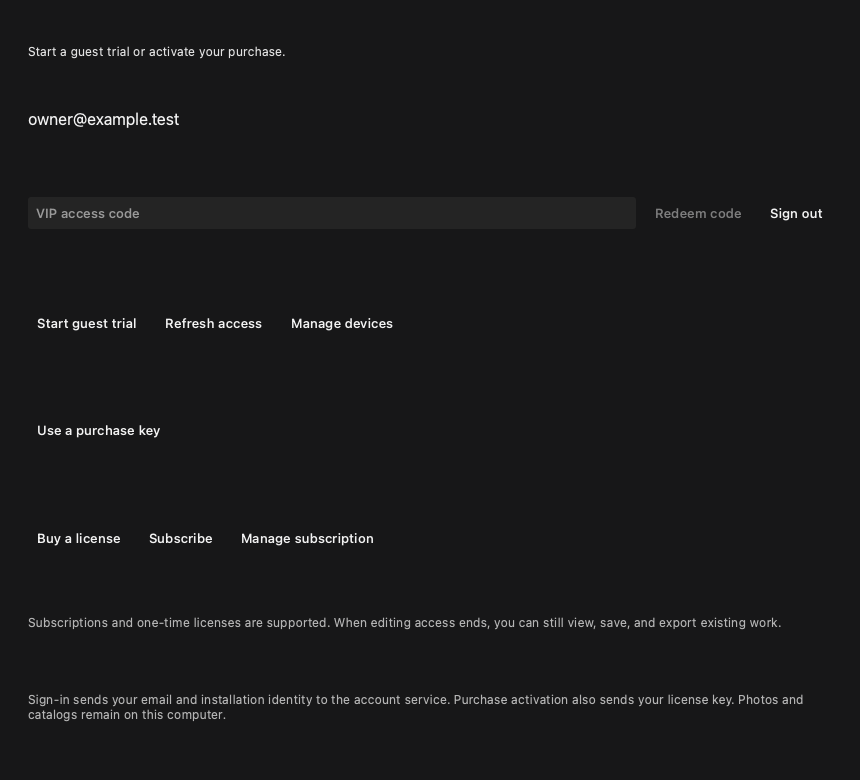 Start a guest trial or activate your purchase.
owner@example.test
VIP access code Redeem code Sign out
Start guest trial Refresh access Manage devices
Use a purchase key
Buy a license Subscribe Manage subscription
Subscriptions and one-time licenses are supported. When editing access ends, you can still view, save, and export existing work.
Sign-in sends your email and installation identity to the account service. Purchase activation also sends your license key. Photos and
catalogs remain on this computer.